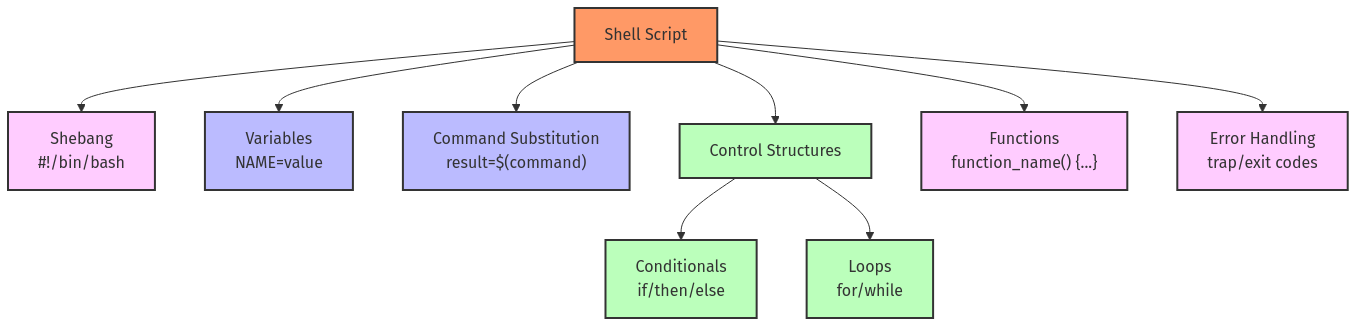 Shell Script
Shebang
#!/bin/bash
Variables
NAME=value
Command Substitution
result=$(command)
Control Structures
Functions
function_name() {...}
Error Handling
trap/exit codes
Conditionals
if/then/else
Loops
for/while